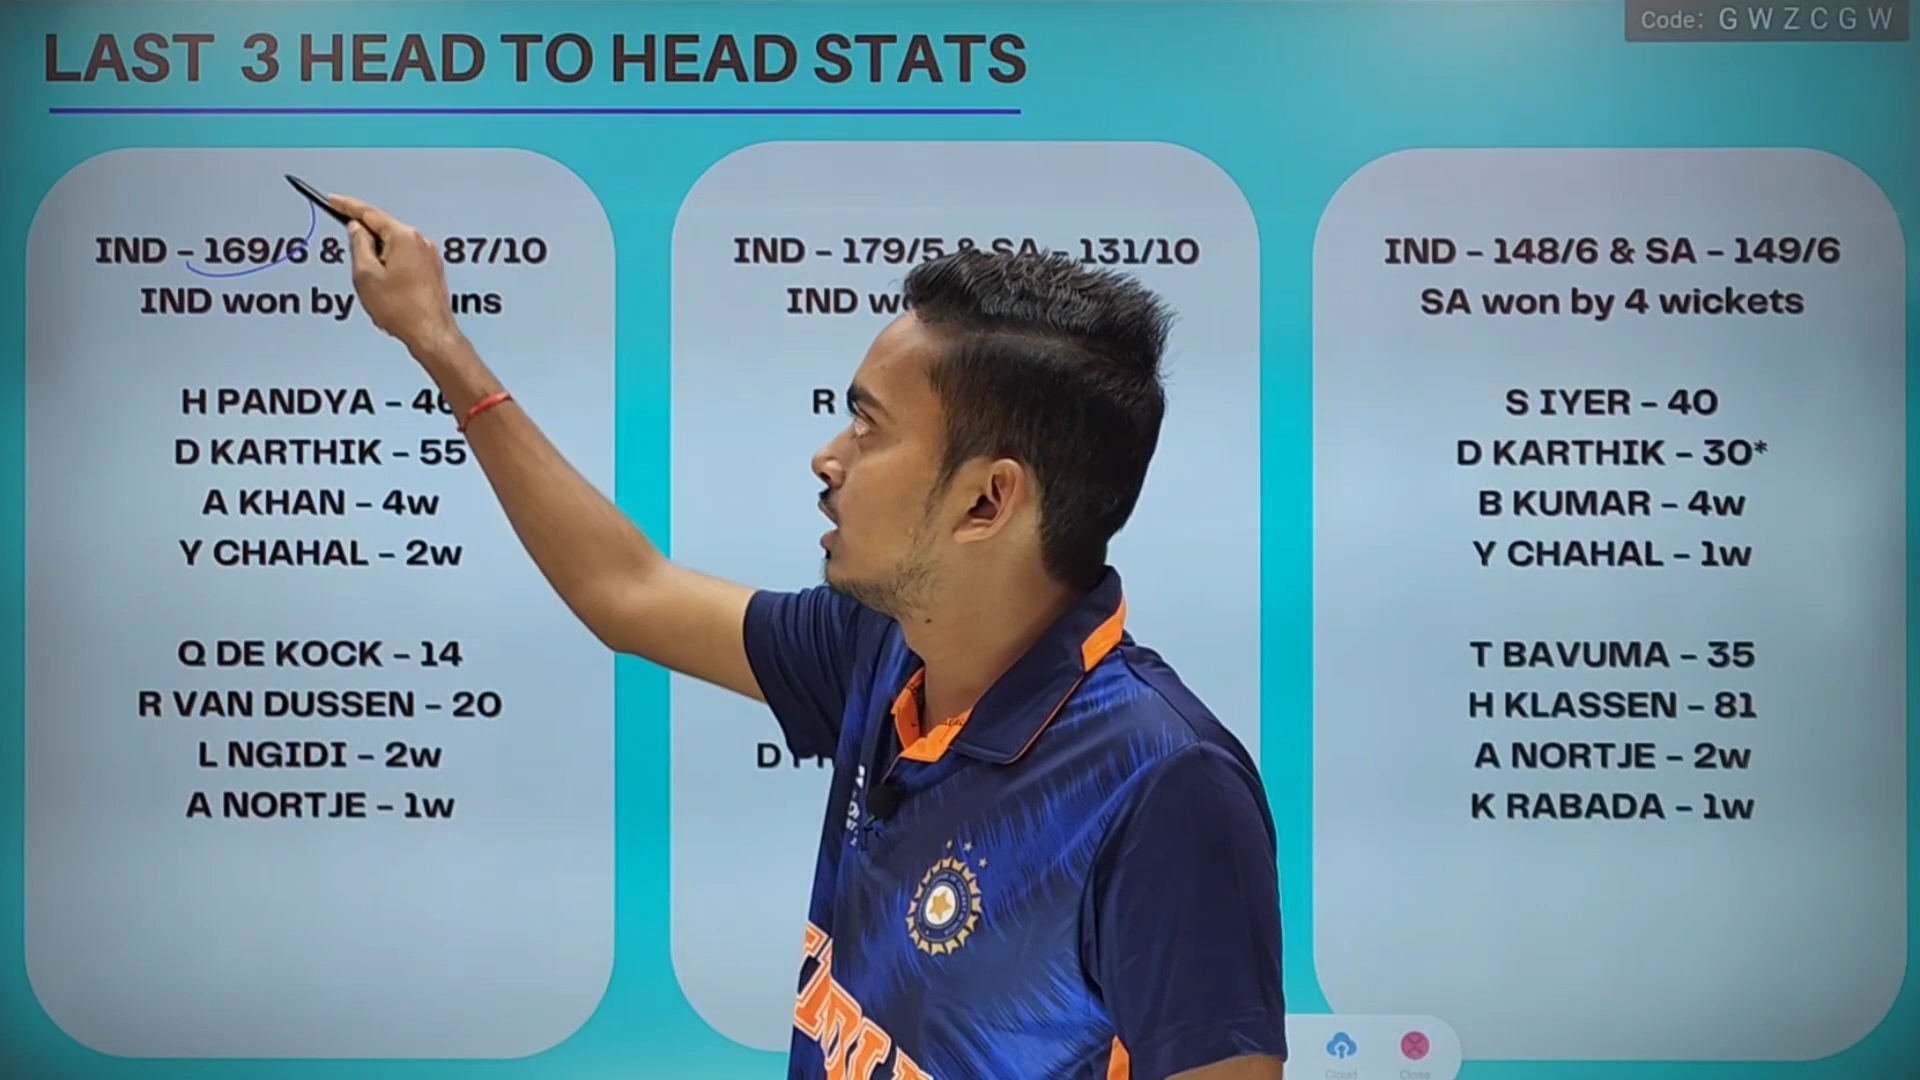 Code: G W Z C G W
LAST 3 HEAD TO HEAD STATS
IND - 169/6 & 87/10
IND won by
H PANDYA -
D KARTHIK - 55
A KHAN - 4w
Y CHAHAL - 2w
Q DE KOCK - 14
R VAN DUSSEN - 20
L NGIDI - 2w
A NORTJE - 1w
IND - 179/5 & SA - 131/10
IND
R
D
IND - 148/6 & SA - 149/6
SA won by 4 wickets
S IYER - 40
D KARTHIK - 30*
B KUMAR - 4w
Y CHAHAL - 1w
T BAVUMA - 35
H KLASSEN - 81
A NORTJE - 2w
K RABADA - 1w
Cloud Close